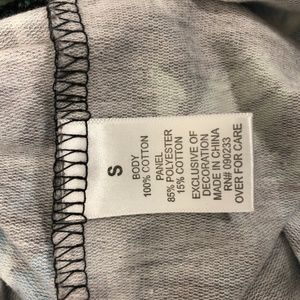 S
BODY
100% COTTON
PANEL
85% POLYESTER
15% COTTON
EXCLUSIVE OF
DECORATION
MADE IN CHINA
RN# 090233
OVER FOR CARE